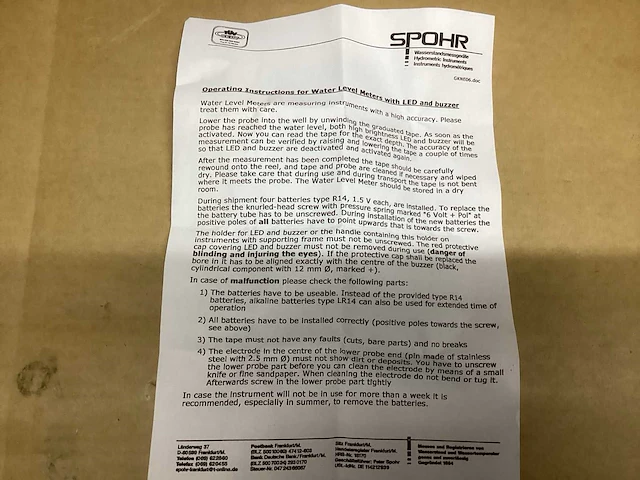 SPOHR
Wasserstandsmessgeräte
Hydrometric Instruments
Instruments hydrométriques
Operating Instructions for Water Level Meters with LED and buzzer
Water Level Meters are measuring instruments with a high accuracy. Please
treat them with care.
Lower the probe into the well by unwinding the graduated tape. As soon as the
probe has reached the water level, both high brightness LED and buzzer will be
activated. Now you can read the tape for the exact depth. The accuracy of the
measurement can be verified by raising and lowering the tape a couple of times
so that LED and buzzer are deactivated and activated again.
After the measurement has been completed the tape should be carefully
rewound onto the reel, and tape and probe are cleaned if necessary and wiped
dry. Please take care that during use and during transport the tape is not bent
where it meets the probe. The Water Level Meter should be stored in a dry
room.
During shipment four batteries type R14, 1.5 V each, are installed. To replace the
batteries the knurled-head screw with pressure spring marked "6 Volt + Pol" at
the battery tube has to be unscrewed. During installation of the new batteries the
positive poles of all batteries have to point upwards that is towards the screw.
The holder for LED and buzzer or the handle containing this holder on
instruments with supporting frame must not be unscrewed. The red protective
cap covering LED and buzzer must not be removed during use (danger of
blinding and injuring the eyes). If the protective cap shall be replaced the
bore in it has to be aligned exactly with the centre of the buzzer (black,
cylindrical component with 12 mm Ø, marked +).
In case of malfunction please check the following parts:
1) The batteries have to be useable. Instead of the provided type R14
batteries, alkaline batteries type LR14 can also be used for extended time of
operation
2) All batteries have to be installed correctly (positive poles towards the screw,
see above)
3) The tape must not have any faults (cuts, bare parts) and no breaks
4) The electrode in the centre of the lower probe end (pin made of stainless
steel with 2.5 mm Ø) must not show dirt or deposits. You have to unscrew
the lower probe part before you can clean the electrode by means of a small
knife or fine sandpaper. When cleaning the electrode do not bend or tug it.
Afterwards screw in the lower probe part tightly
In case the instrument will not be in use for more than a week it is
recommended, especially in summer, to remove the batteries.
Länderweg 37
Postbank Frankfurt/M.
Geschäftsführer: Peter Spohr
Gegründet